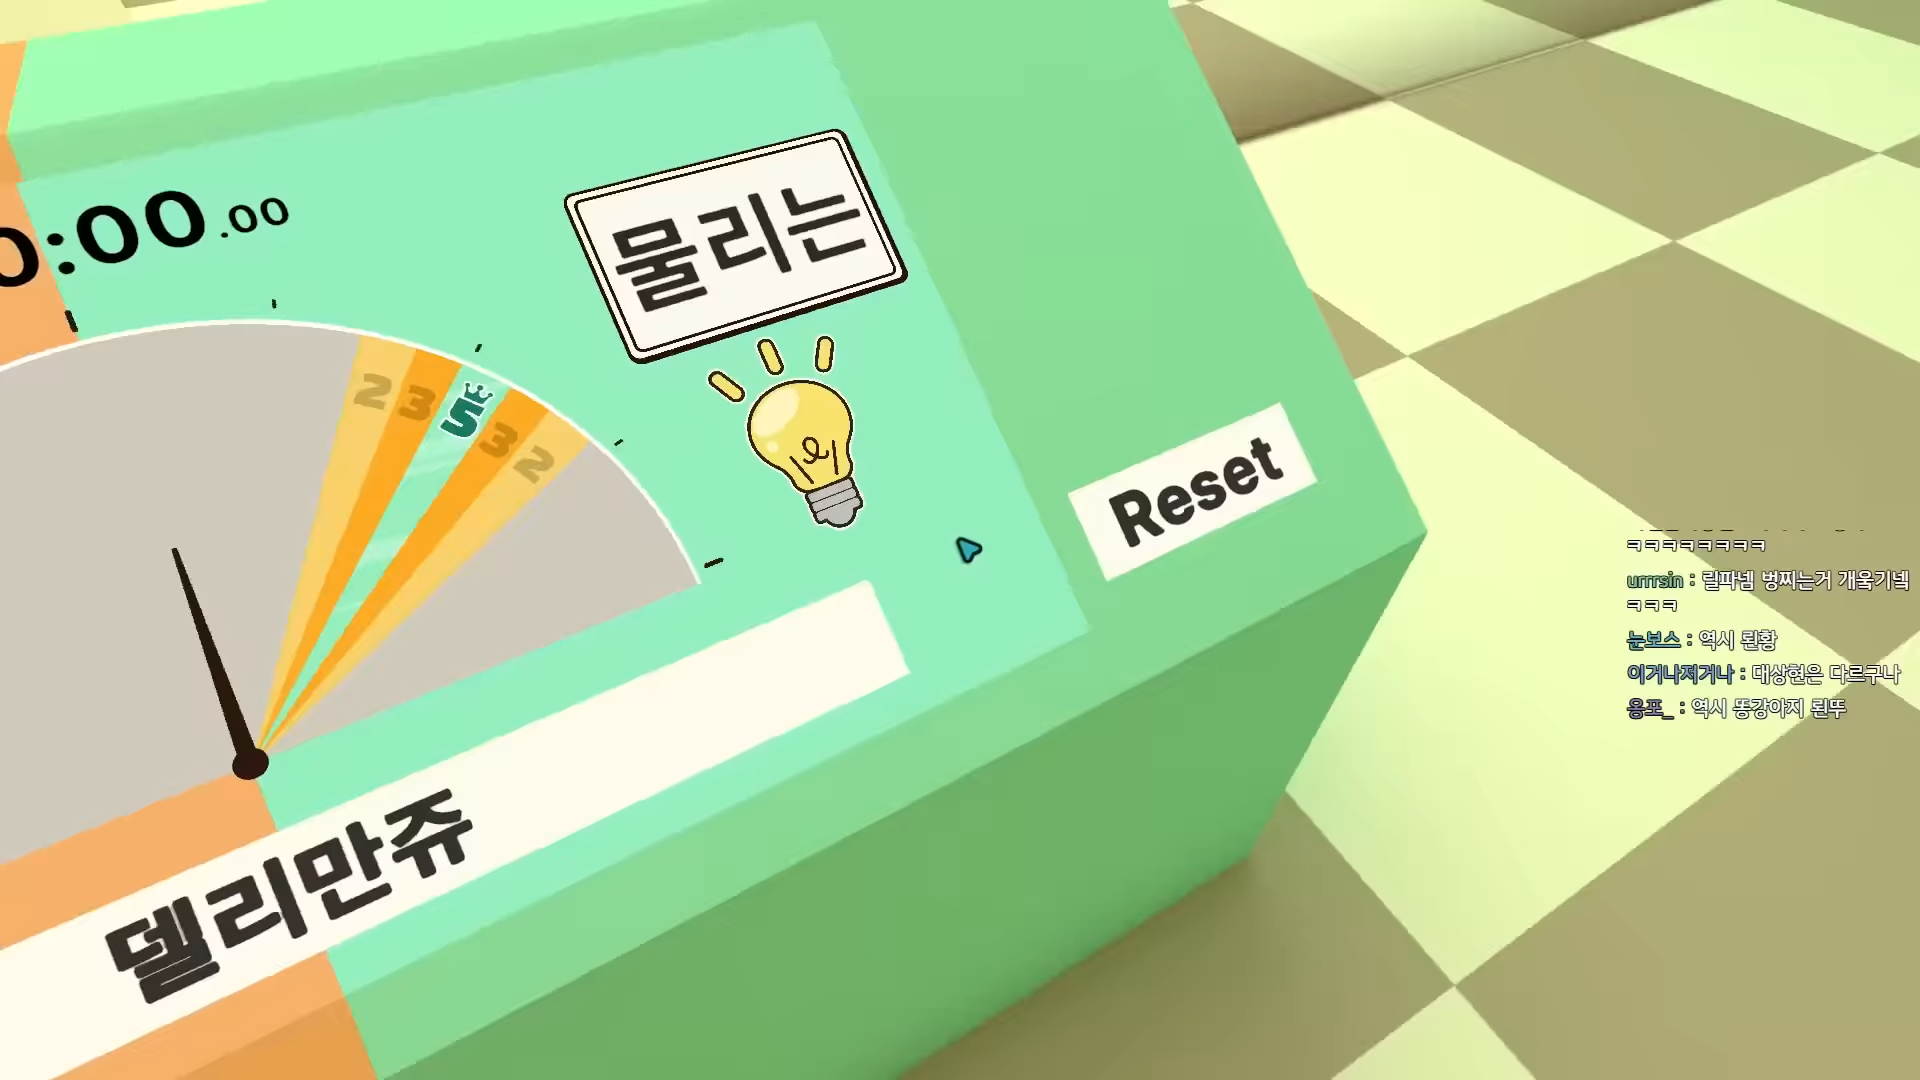 0:00.00
물리는
2 3 5 3 2
Reset
델리만쥬
ㅋㅋㅋㅋㅋㅋㅋㅋ
urrrsin : 릴파넴 벙찌는거 개웃기넼
ㅋㅋㅋ
눈보스 : 역시 뢴황
이거나저거나 : 대상현은 다르구나
응포_ : 역시 똥강아지 뢴뚜